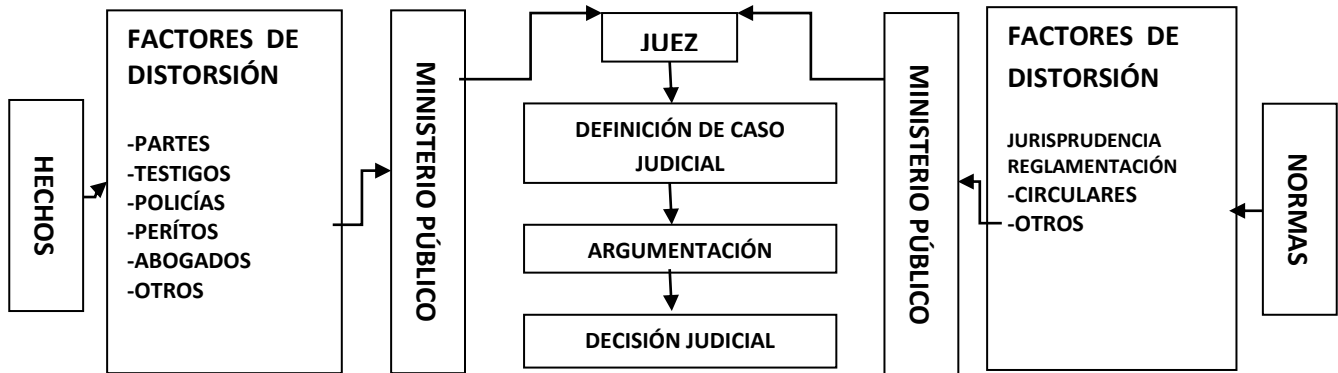 HECHOS
FACTORES DE
DISTORSIÓN
-PARTES
-TESTIGOS
-POLICÍAS
-PERÍTOS
-ABOGADOS
-OTROS
MINISTERIO PÚBLICO
JUEZ
DEFINICIÓN DE CASO
JUDICIAL
ARGUMENTACIÓN
DECISIÓN JUDICIAL
MINISTERIO PÚBLICO
FACTORES DE
DISTORSIÓN
JURISPRUDENCIA
REGLAMENTACIÓN
-CIRCULARES
-OTROS
NORMAS